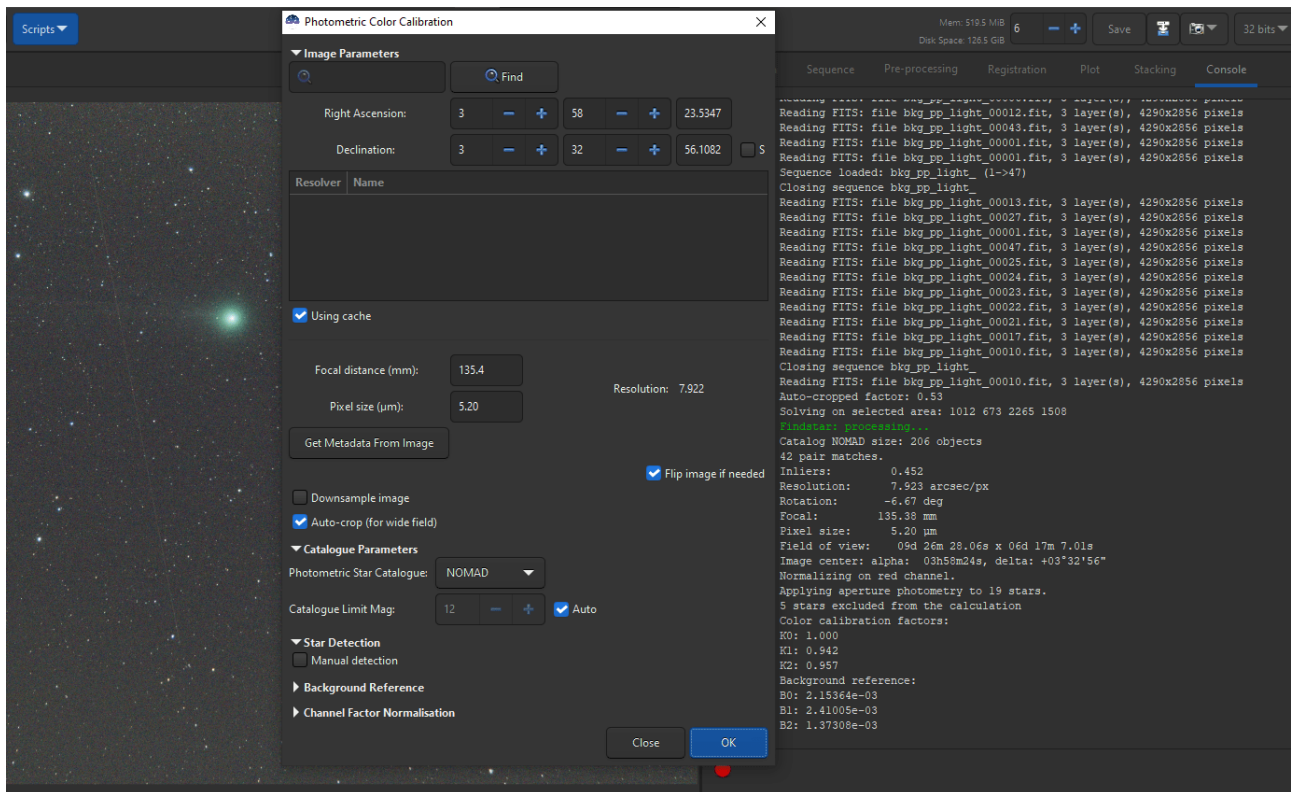 Scripts
Photometric Color Calibration
Mem: 519.5 MiB
Disk Space: 126.5 GiB
6
Save
32 bits
Image Parameters
Find
Right Ascension: 3 58 23.5347
Declination: 3 32 56.1082 S
Resolver Name
Using cache
Focal distance (mm): 135.4
Resolution: 7.922
Pixel size (µm): 5.20
Get Metadata From Image
Flip image if needed
Downsample image
Auto-crop (for wide field)
Catalogue Parameters
Photometric Star Catalogue: NOMAD
Catalogue Limit Mag: 12 Auto
Star Detection
Manual detection
Background Reference
Channel Factor Normalisation
Close OK
Sequence Pre-processing Registration Plot Stacking Console
Reading FITS: file bkg_pp_light_00012.fit, 3 layer(s), 4290x2856 pixels
Reading FITS: file bkg_pp_light_00043.fit, 3 layer(s), 4290x2856 pixels
Reading FITS: file bkg_pp_light_00001.fit, 3 layer(s), 4290x2856 pixels
Reading FITS: file bkg_pp_light_00001.fit, 3 layer(s), 4290x2856 pixels
Sequence loaded: bkg_pp_light_ (1->47)
Closing sequence bkg_pp_light_
Reading FITS: file bkg_pp_light_00013.fit, 3 layer(s), 4290x2856 pixels
Reading FITS: file bkg_pp_light_00027.fit, 3 layer(s), 4290x2856 pixels
Reading FITS: file bkg_pp_light_00001.fit, 3 layer(s), 4290x2856 pixels
Reading FITS: file bkg_pp_light_00047.fit, 3 layer(s), 4290x2856 pixels
Reading FITS: file bkg_pp_light_00025.fit, 3 layer(s), 4290x2856 pixels
Reading FITS: file bkg_pp_light_00024.fit, 3 layer(s), 4290x2856 pixels
Reading FITS: file bkg_pp_light_00023.fit, 3 layer(s), 4290x2856 pixels
Reading FITS: file bkg_pp_light_00022.fit, 3 layer(s), 4290x2856 pixels
Reading FITS: file bkg_pp_light_00021.fit, 3 layer(s), 4290x2856 pixels
Reading FITS: file bkg_pp_light_00017.fit, 3 layer(s), 4290x2856 pixels
Reading FITS: file bkg_pp_light_00010.fit, 3 layer(s), 4290x2856 pixels
Closing sequence bkg_pp_light_
Reading FITS: file bkg_pp_light_00010.fit, 3 layer(s), 4290x2856 pixels
Auto-cropped factor: 0.53
Solving on selected area: 1012 673 2265 1508
Findstar: processing...
Catalog NOMAD size: 206 objects
42 pair matches.
Inliers: 0.452
Resolution: 7.923 arcsec/px
Rotation: -6.67 deg
Focal: 135.38 mm
Pixel size: 5.20 µm
Field of view: 09d 26m 28.06s x 06d 17m 7.01s
Image center: alpha: 03h58m24s, delta: +03°32'56"
Normalizing on red channel.
Applying aperture photometry to 19 stars.
5 stars excluded from the calculation
Color calibration factors:
K0: 1.000
K1: 0.942
K2: 0.957
Background reference:
B0: 2.15364e-03
B1: 2.41005e-03
B2: 1.37308e-03